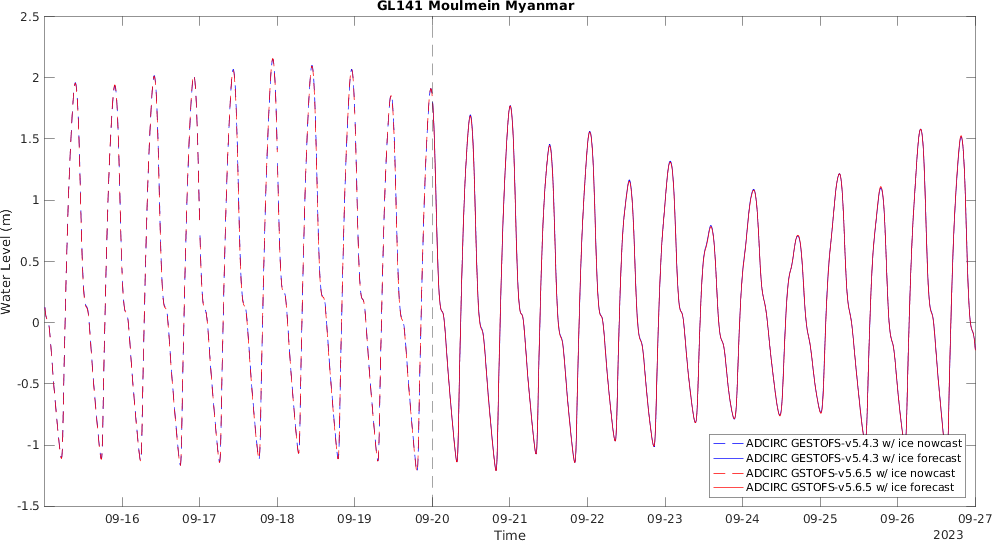 GL141 Moulmein Myanmar
2.5
2
1.5
1
0.5
0
-0.5
-1
-1.5
Water Level (m)
09-16 09-17 09-18 09-19 09-20 09-21 09-22 09-23 09-24 09-25 09-26 09-27
Time
2023
ADCIRC GESTOFS-v5.4.3 w/ ice nowcast
ADCIRC GESTOFS-v5.4.3 w/ ice forecast
ADCIRC GSTOFS-v5.6.5 w/ ice nowcast
ADCIRC GSTOFS-v5.6.5 w/ ice forecast